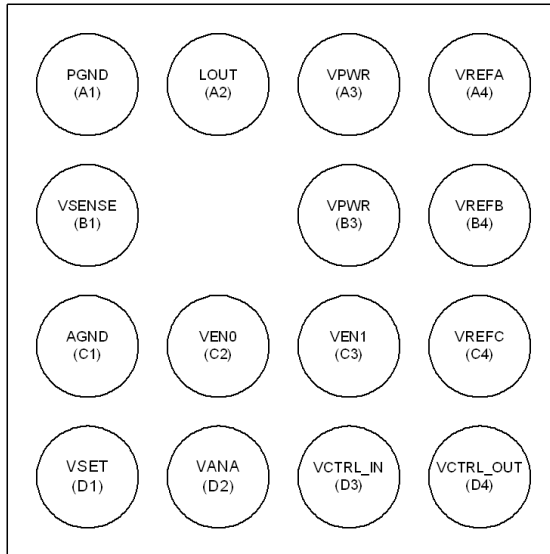 PGND
(A1)
LOUT
(A2)
VPWR
(A3)
VREFA
(A4)
VSENSE
(B1)
VPWR
(B3)
VREFB
(B4)
AGND
(C1)
VEN0
(C2)
VEN1
(C3)
VREFC
(C4)
VSET
(D1)
VANA
(D2)
VCTRL_IN
(D3)
VCTRL_OUT
(D4)